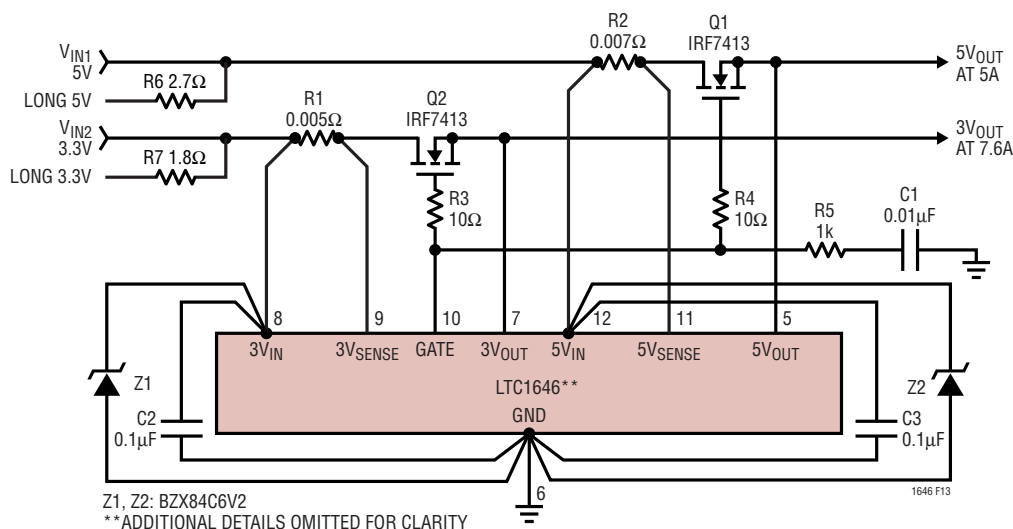 VIN1
5V
R6 2.7Ω
LONG 5V
VIN2
3.3V
R7 1.8Ω
LONG 3.3V
R1
0.005Ω
Q2
IRF7413
R2
0.007Ω
Q1
IRF7413
5VOUT
AT 5A
3VOUT
AT 7.6A
R3
10Ω
R4
10Ω
R5
1k
C1
0.01µF
8
9
10
7
12
11
5
3VIN
3VSENSE
GATE
3VOUT
5VIN
5VSENSE
5VOUT
LTC1646**
GND
Z1
C2
0.1µF
Z2
C3
0.1µF
6
Z1, Z2: BZX84C6V2
**ADDITIONAL DETAILS OMITTED FOR CLARITY
1646 F13